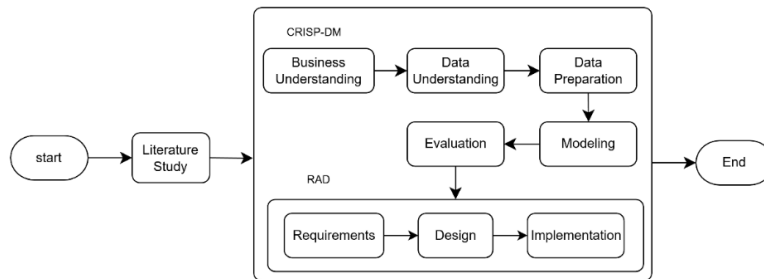 CRISP-DM
Business
Understanding
Data
Understanding
Data
Preparation
start
Literature
Study
Evaluation
Modeling
End
RAD
Requirements
Design
Implementation